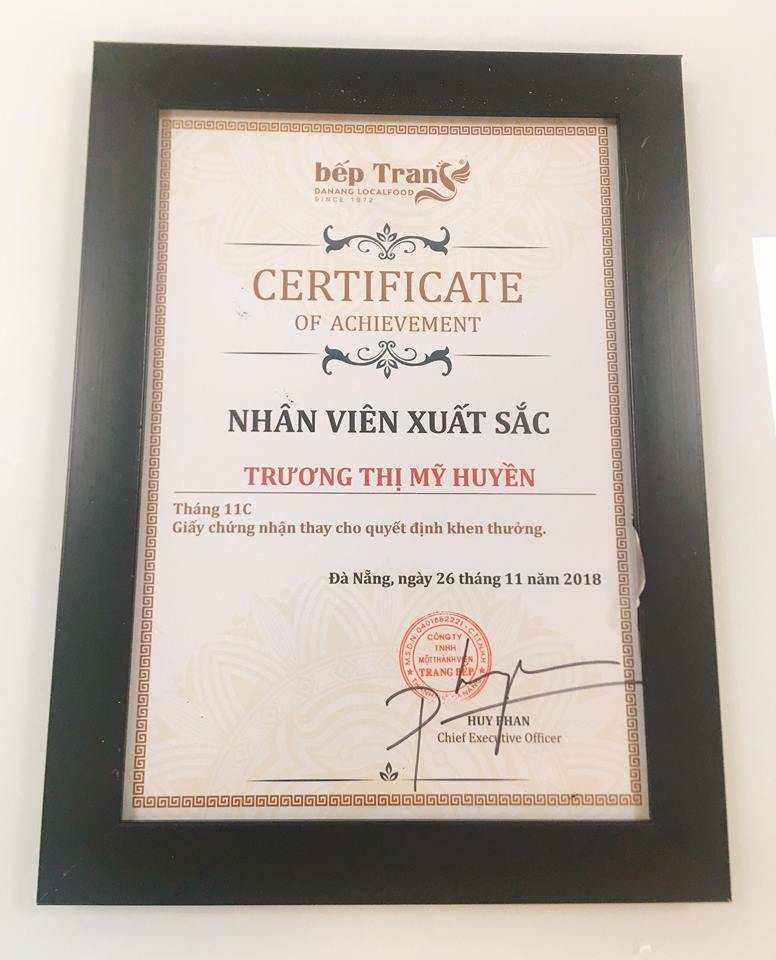 bếp Trang
DANANG LOCALFOOD
SINCE 1972
CERTIFICATE
OF ACHIEVEMENT
NHÂN VIÊN XUẤT SẮC
TRƯƠNG THỊ MỸ HUYỀN
Tháng 11C
Giấy chứng nhận thay cho quyết định khen thưởng.
Đà Nẵng, ngày 26 tháng 11 năm 2018
M.S.D.N: 0401862221 - C.T.T.N.H.H
CÔNG TY
TNHH
MỘT THÀNH VIÊN
TRANG BẾP
HUY PHAN
Chief Executive Officer